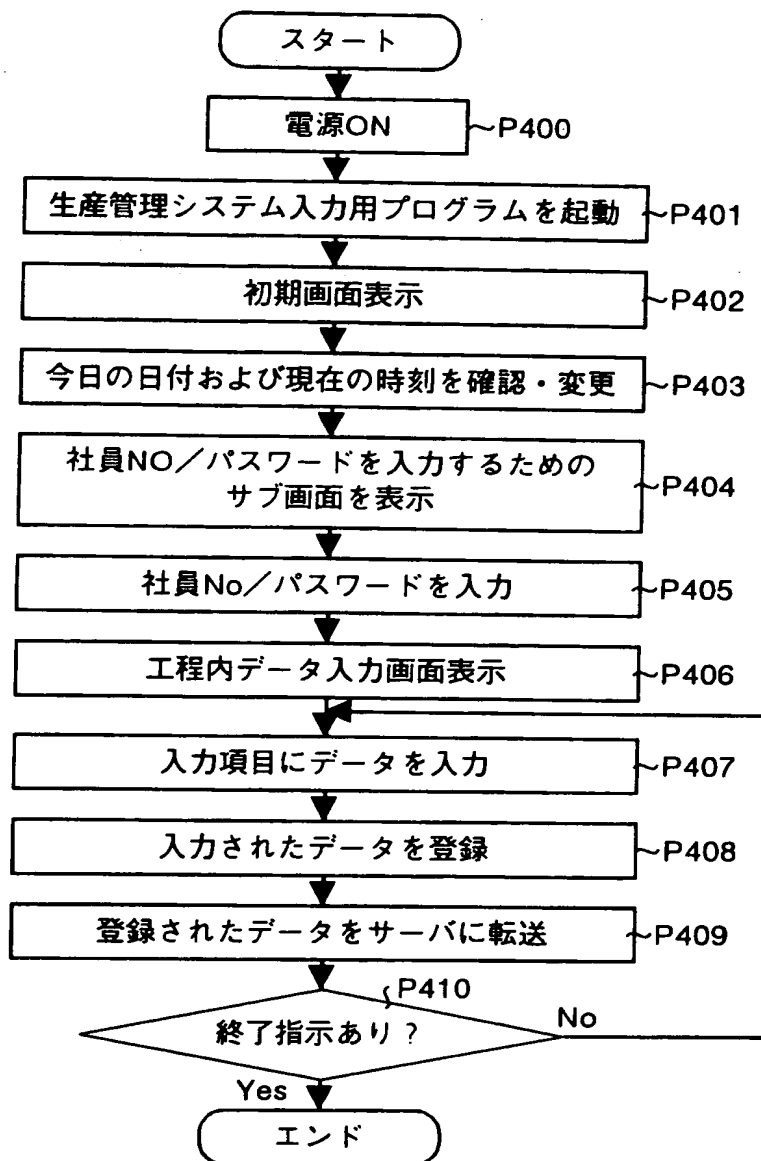 スタート
電源ON
~P400
生産管理システム入力用プログラムを起動
~P401
初期画面表示
~P402
今日の日付および現在の時刻を確認・変更
~P403
社員NO／パスワードを入力するための
サブ画面を表示
~P404
社員No／パスワードを入力
~P405
工程内データ入力画面表示
~P406
入力項目にデータを入力
~P407
入力されたデータを登録
~P408
登録されたデータをサーバに転送
~P409
~P410
終了指示あり？
No
Yes
エンド